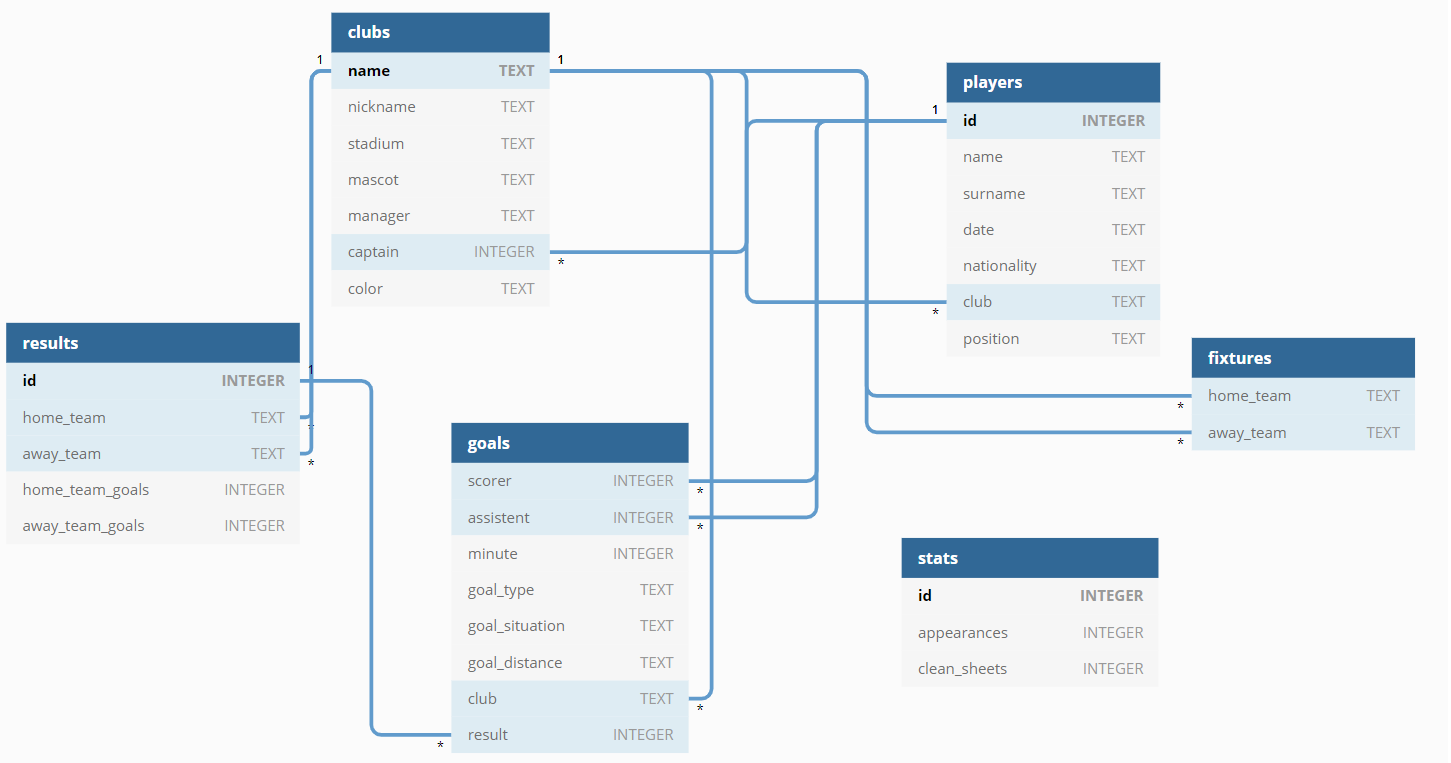 clubs
1
name TEXT
1
nickname TEXT
stadium TEXT
mascot TEXT
manager TEXT
captain INTEGER
*
color TEXT
players
1
id INTEGER
name TEXT
surname TEXT
date TEXT
nationality TEXT
club TEXT
*
position TEXT
results
1
id INTEGER
home_team TEXT
*
away_team TEXT
*
home_team_goals INTEGER
away_team_goals INTEGER
fixtures
home_team TEXT
*
away_team TEXT
*
goals
scorer INTEGER
*
assistent INTEGER
*
minute INTEGER
goal_type TEXT
goal_situation TEXT
goal_distance TEXT
club TEXT
*
result INTEGER
*
stats
id INTEGER
appearances INTEGER
clean_sheets INTEGER